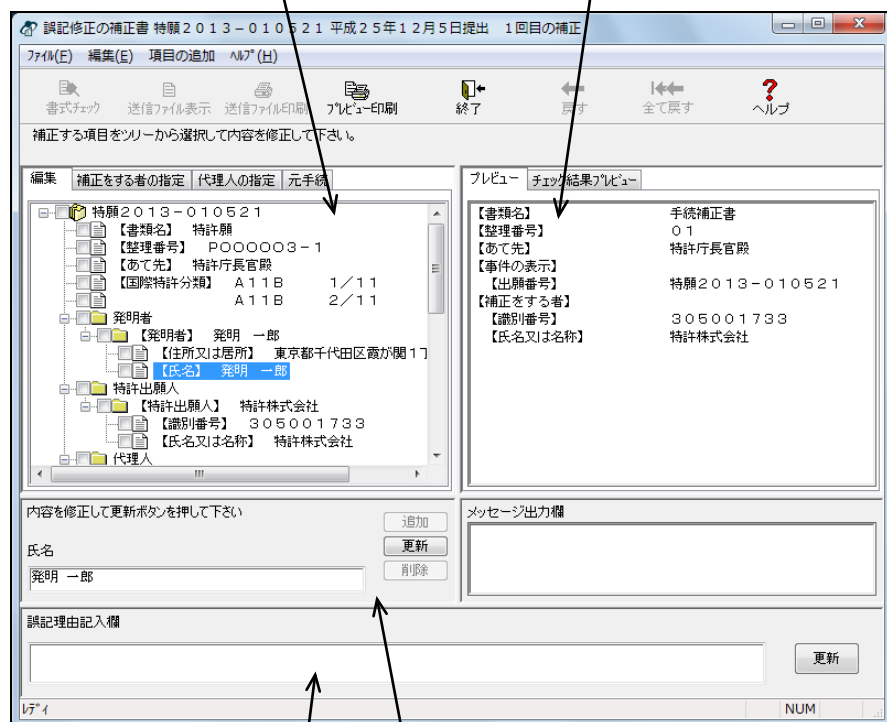 誤記修正の補正書 特願２０１３－０１０５２１ 平成２５年１２月５日提出 1回目の補正
ﾌｧｲﾙ(F) 編集(E) 項目の追加 ﾍﾙﾌﾟ(H)
書式チェック 送信ファイル表示 送信ファイル印刷 ﾌﾟﾚﾋﾞｭｰ印刷 終了 戻す 全て戻す ヘルプ
補正する項目をツリーから選択して内容を修正して下さい。
編集 補正をする者の指定 代理人の指定 元手続
特願２０１３－０１０５２１
【書類名】 特許願
【整理番号】 Ｐ００００３－１
【あて先】 特許庁長官殿
【国際特許分類】 Ａ１１Ｂ １／１１
Ａ１１Ｂ ２／１１
発明者
【発明者】 発明 一郎
【住所又は居所】 東京都千代田区霞が関１丁
【氏名】 発明 一郎
特許出願人
【特許出願人】 特許株式会社
【識別番号】 ３０５００１７３３
【氏名又は名称】 特許株式会社
代理人
プレビュー チェック結果ﾌﾟﾚﾋﾞｭｰ
【書類名】 手続補正書
【整理番号】 ０１
【あて先】 特許庁長官殿
【事件の表示】
【出願番号】 特願２０１３－０１０５２１
【補正をする者】
【識別番号】 ３０５００１７３３
【氏名又は名称】 特許株式会社
内容を修正して更新ボタンを押して下さい
追加
氏名
更新
発明 一郎
削除
メッセージ出力欄
誤記理由記入欄
更新
ﾚﾃﾞｨ NUM